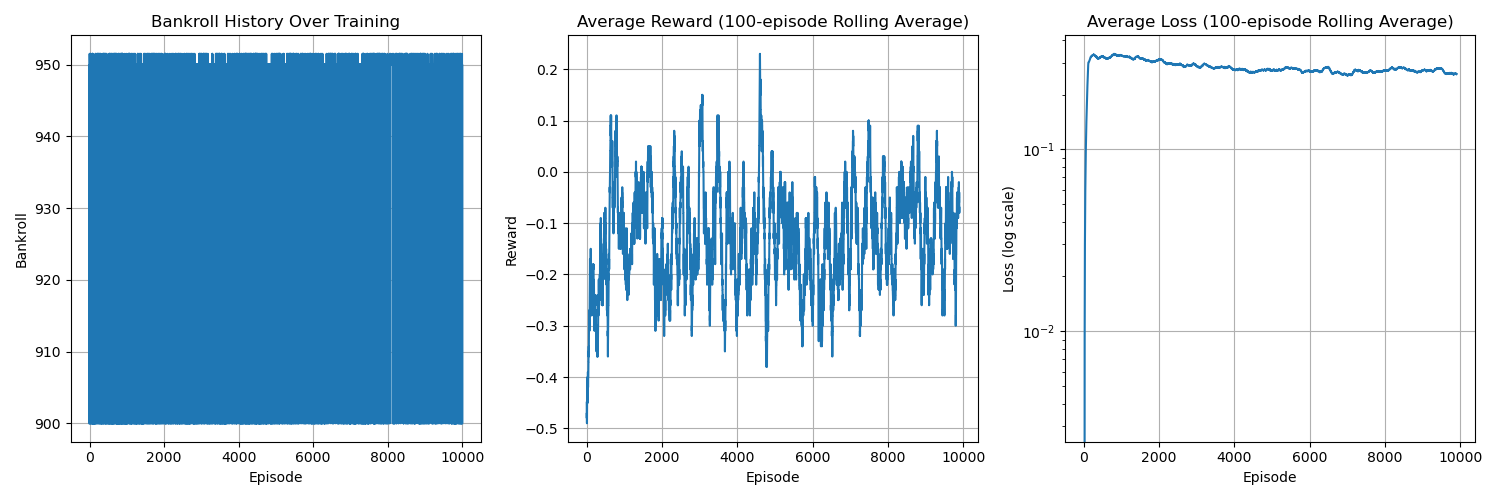 Bankroll History Over Training
950
940
930
920
910
900
Bankroll
0 2000 4000 6000 8000 10000
Episode
Average Reward (100-episode Rolling Average)
0.2
0.1
0.0
−0.1
−0.2
−0.3
−0.4
−0.5
Reward
0 2000 4000 6000 8000 10000
Episode
Average Loss (100-episode Rolling Average)
10⁻¹
10⁻²
Loss (log scale)
0 2000 4000 6000 8000 10000
Episode